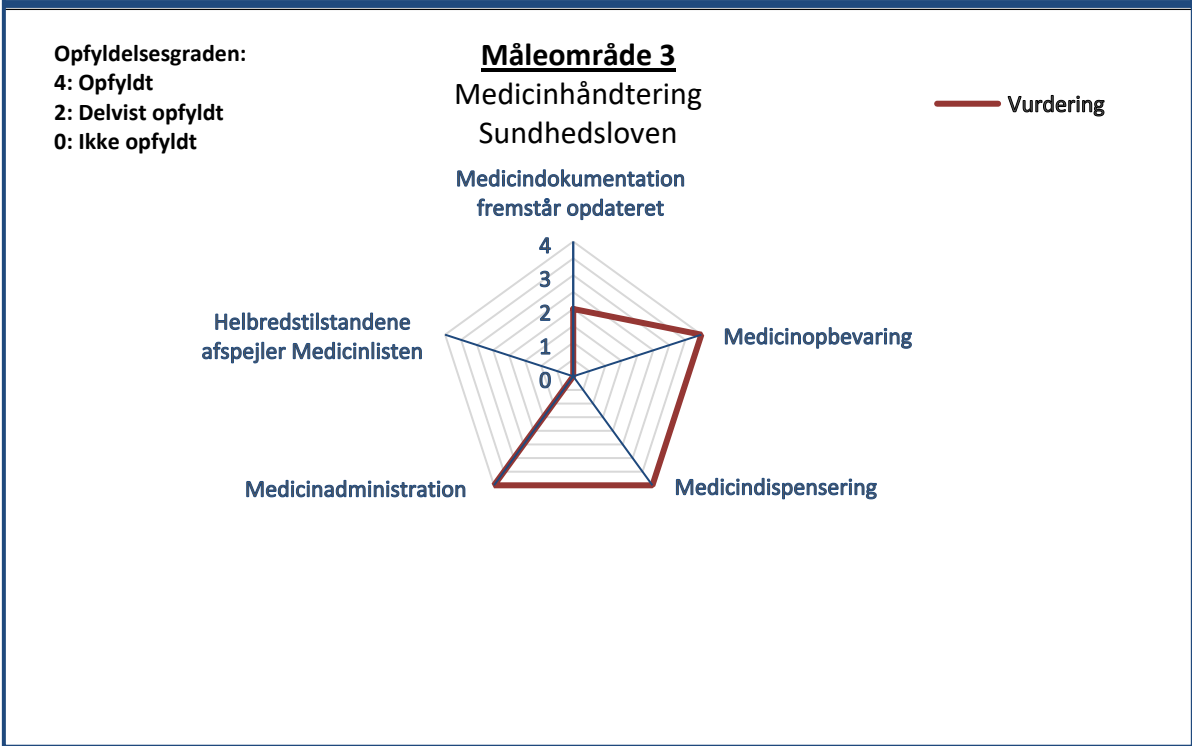 Opfyldelsesgraden:
4: Opfyldt
2: Delvist opfyldt
0: Ikke opfyldt
Måleområde 3
Medicinhåndtering
Sundhedsloven
Vurdering
Medicindokumentation
fremstår opdateret
4
3
2
1
0
Medicinopbevaring
Medicindispensering
Medicinadministration
Helbredstilstandene
afspejler Medicinlisten